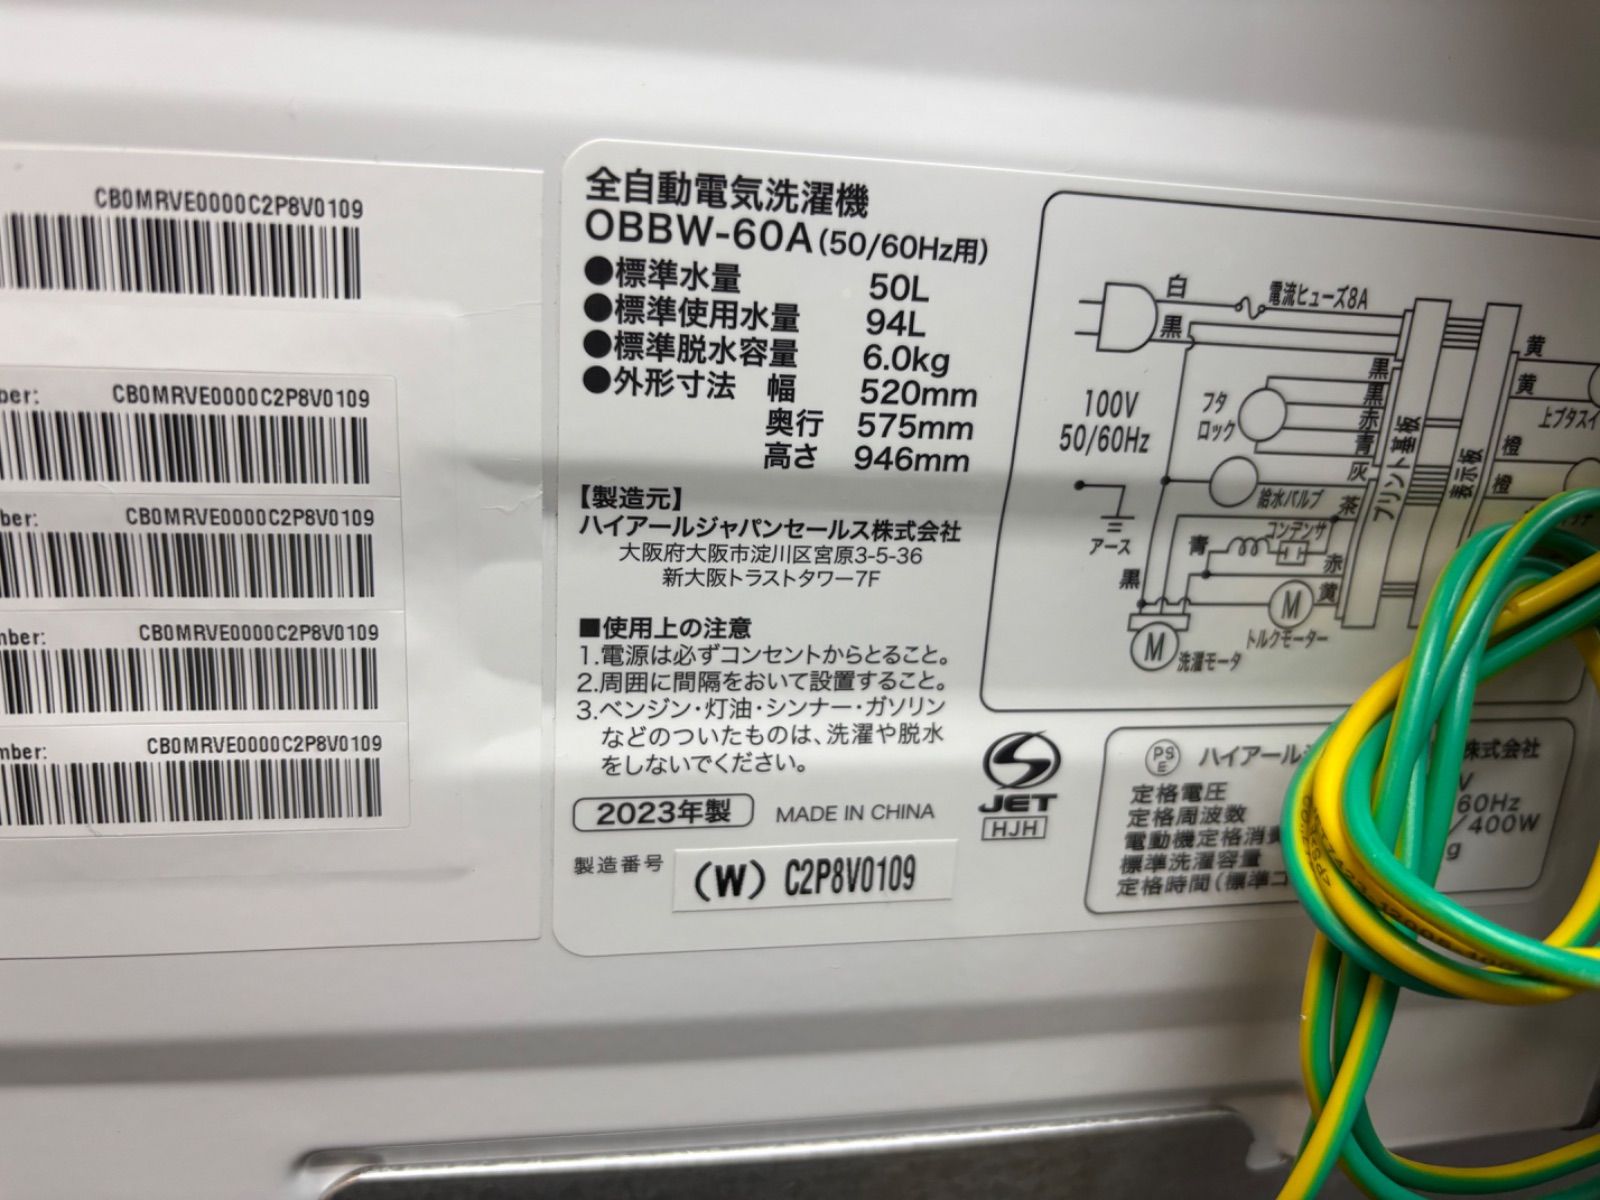 CB0MRVE0000C2P8V0109
ber: CB0MRVE0000C2P8V0109
ber: CB0MRVE0000C2P8V0109
mber: CB0MRVE0000C2P8V0109
mber: CB0MRVE0000C2P8V0109
全自動電気洗濯機
OBBW-60A(50/60Hz用)
●標準水量 50L
●標準使用水量 94L
●標準脱水容量 6.0kg
●外形寸法 幅 520mm
奥行 575mm
高さ 946mm
【製造元】
ハイアールジャパンセールス株式会社
大阪府大阪市淀川区宮原3-5-36
新大阪トラストタワー7F
■使用上の注意
1.電源は必ずコンセントからとること。
2.周囲に間隔をおいて設置すること。
3.ベンジン・灯油・シンナー・ガソリン
などのついたものは、洗濯や脱水
をしないでください。
2023年製 MADE IN CHINA
製造番号 (W) C2P8V0109
JET
HJH
白
電流ヒューズ8A
黒
100V
50/60Hz
アース
フタ
ロック
黒
黒
赤
青
灰
給水バルブ
茶
コンデンサ
青
赤
黒
黄
M
トルクモーター
M
洗濯モータ
プリント基板
表示板
黄
黄
上ブタスイ
橙
橙
PS
E
ハイアールジ 株式会社
定格電圧 V
定格周波数 60Hz
電動機定格消費 /400W
標準洗濯容量 g
定格時間(標準コ